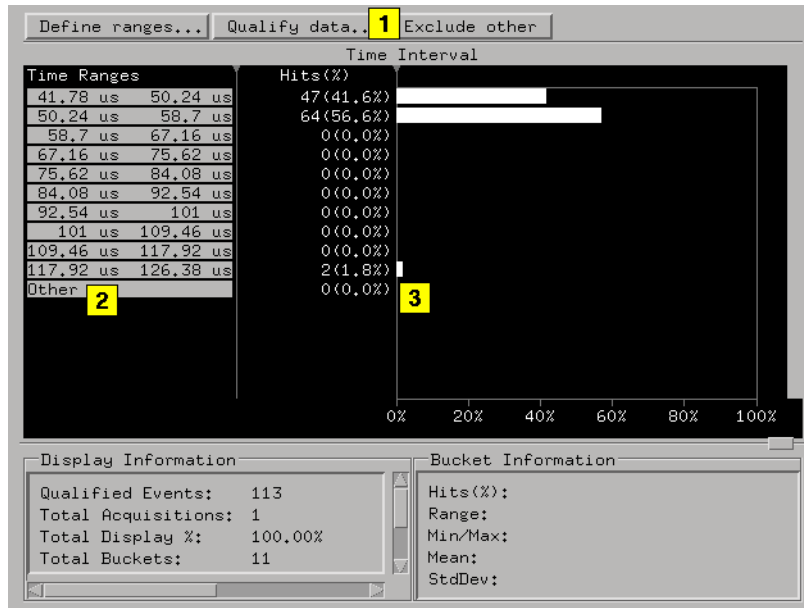 Define ranges... Qualify data.. 1 Exclude other
Time Interval
Time Ranges Hits(%)
41.78 us 50.24 us 47(41.6%)
50.24 us 58.7 us 64(56.6%)
58.7 us 67.16 us 0(0.0%)
67.16 us 75.62 us 0(0.0%)
75.62 us 84.08 us 0(0.0%)
84.08 us 92.54 us 0(0.0%)
92.54 us 101 us 0(0.0%)
101 us 109.46 us 0(0.0%)
109.46 us 117.92 us 0(0.0%)
117.92 us 126.38 us 2(1.8%)
Other 2 0(0.0%) 3
0% 20% 40% 60% 80% 100%
Display Information
Qualified Events: 113
Total Acquisitions: 1
Total Display %: 100.00%
Total Buckets: 11
Bucket Information
Hits(%):
Range:
Min/Max:
Mean:
StdDev: